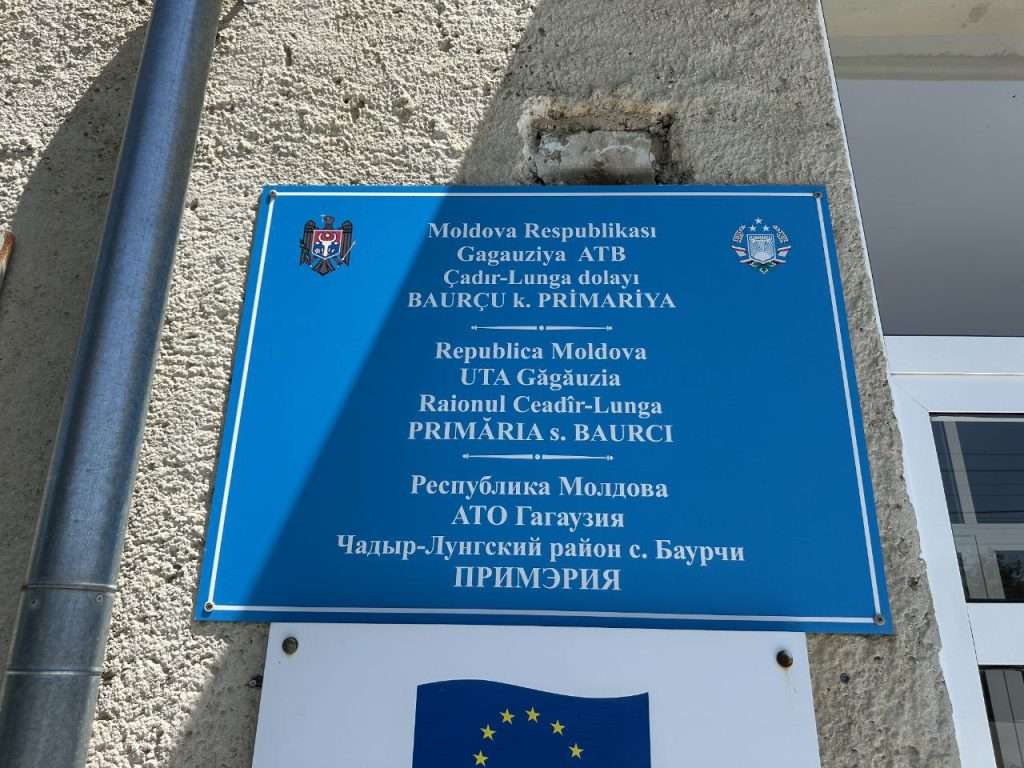 Moldova Respublikası
Gagauziya ATB
Çadır-Lunga dolayı
BAURÇU k. PRİMARİYA
Republica Moldova
UTA Găgăuzia
Raionul Ceadîr-Lunga
PRIMĂRIA s. BAURCI
Республика Молдова
АТО Гагаузия
Чадыр-Лунгский район с. Баурчи
ПРИМЭРИЯ